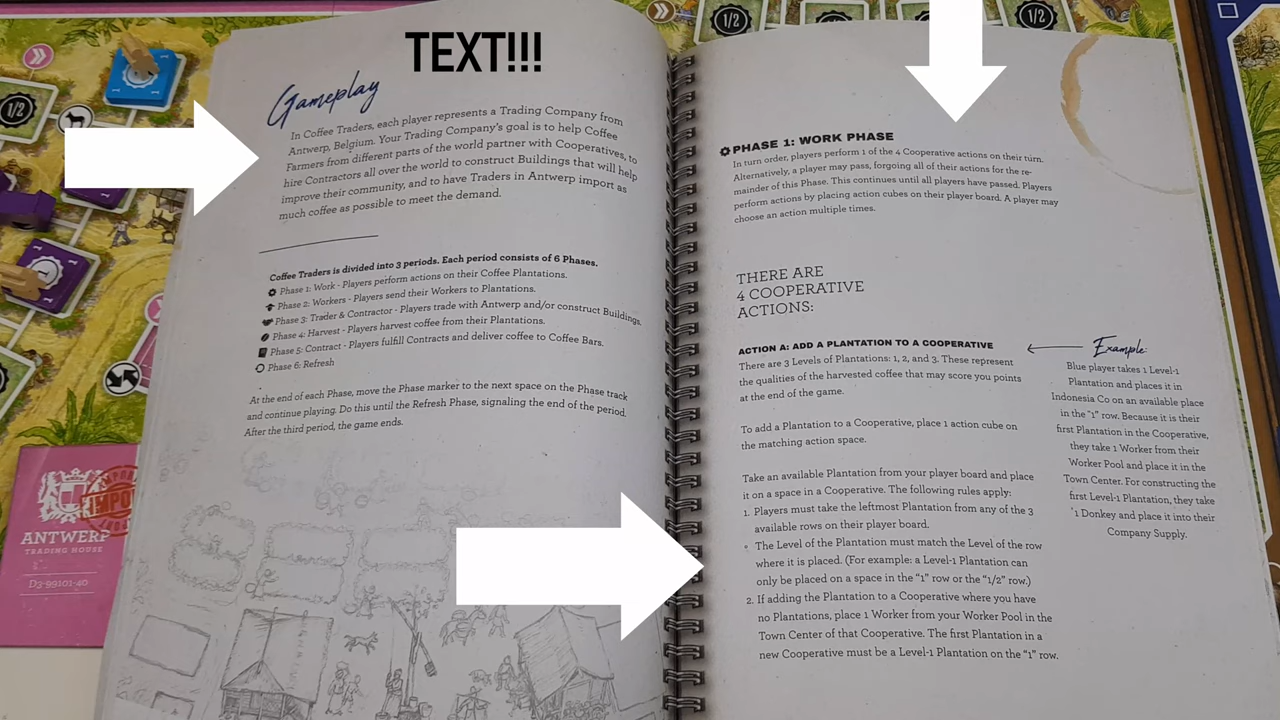 TEXT!!!
Gameplay
In Coffee Traders, each player represents a Trading Company from
Antwerp, Belgium. Your Trading Company's goal is to help Coffee
Farmers from different parts of the world partner with Cooperatives, to
hire Contractors all over the world to construct Buildings that will help
improve their community, and to have Traders in Antwerp import as
much coffee as possible to meet the demand.
Coffee Traders is divided into 3 periods. Each period consists of 6 Phases.
Phase 1: Work - Players perform actions on their Coffee Plantations.
Phase 2: Workers - Players send their Workers to Plantations.
Phase 3: Trader & Contractor - Players trade with Antwerp and/or construct Buildings.
Phase 4: Harvest - Players harvest coffee from their Plantations.
Phase 5: Contract - Players fulfill Contracts and deliver coffee to Coffee Bars.
Phase 6: Refresh
At the end of each Phase, move the Phase marker to the next space on the Phase track
and continue playing. Do this until the Refresh Phase, signaling the end of the period.
After the third period, the game ends.
PHASE 1: WORK PHASE
In turn order, players perform 1 of the 4 Cooperative actions on their turn.
Alternatively, a player may pass, forgoing all of their actions for the re-
mainder of this Phase. This continues until all players have passed. Players
perform actions by placing action cubes on their player board. A player may
choose an action multiple times.
THERE ARE
4 COOPERATIVE
ACTIONS:
ACTION A: ADD A PLANTATION TO A COOPERATIVE
There are 3 Levels of Plantations: 1, 2, and 3. These represent
the qualities of the harvested coffee that may score you points
at the end of the game.
To add a Plantation to a Cooperative, place 1 action cube on
the matching action space.
Take an available Plantation from your player board and place
it on a space in a Cooperative. The following rules apply:
1. Players must take the leftmost Plantation from any of the 3
available rows on their player board.
• The Level of the Plantation must match the Level of the row
where it is placed. (For example: a Level-1 Plantation can
only be placed on a space in the "1" row or the "1/2" row.)
2. If adding the Plantation to a Cooperative where you have
no Plantations, place 1 Worker from your Worker Pool in the
Town Center of that Cooperative. The first Plantation in a
new Cooperative must be a Level-1 Plantation on the "1" row.
Example:
Blue player takes 1 Level-1
Plantation and places it in
Indonesia Co on an available place
in the "1" row. Because it is their
first Plantation in the Cooperative,
they take 1 Worker from their
Worker Pool and place it in the
Town Center. For constructing the
first Level-1 Plantation, they take
1 Donkey and place it into their
Company Supply.
1/2
1/2
1/2
1
1
ANTWERP
TRADING HOUSE
D3-99101-40